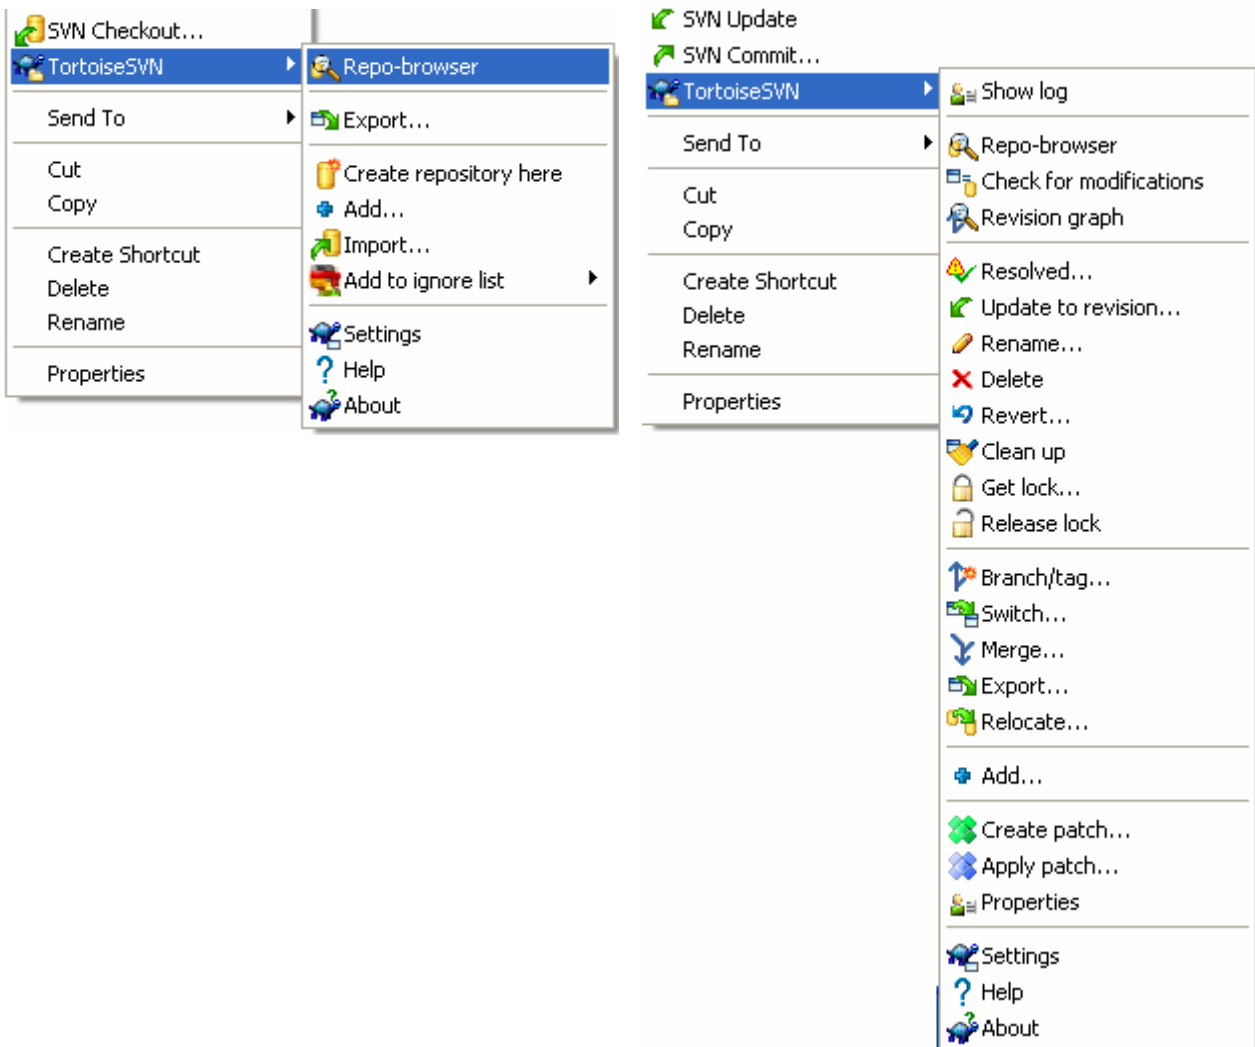 SVN Checkout...
TortoiseSVN
Send To
Cut
Copy
Create Shortcut
Delete
Rename
Properties
Repo-browser
Export...
Create repository here
Add...
Import...
Add to ignore list
Settings
Help
About
SVN Update
SVN Commit...
TortoiseSVN
Send To
Cut
Copy
Create Shortcut
Delete
Rename
Properties
Show log
Repo-browser
Check for modifications
Revision graph
Resolved...
Update to revision...
Rename...
Delete
Revert...
Clean up
Get lock...
Release lock
Branch/tag...
Switch...
Merge...
Export...
Relocate...
Add...
Create patch...
Apply patch...
Properties
Settings
Help
About